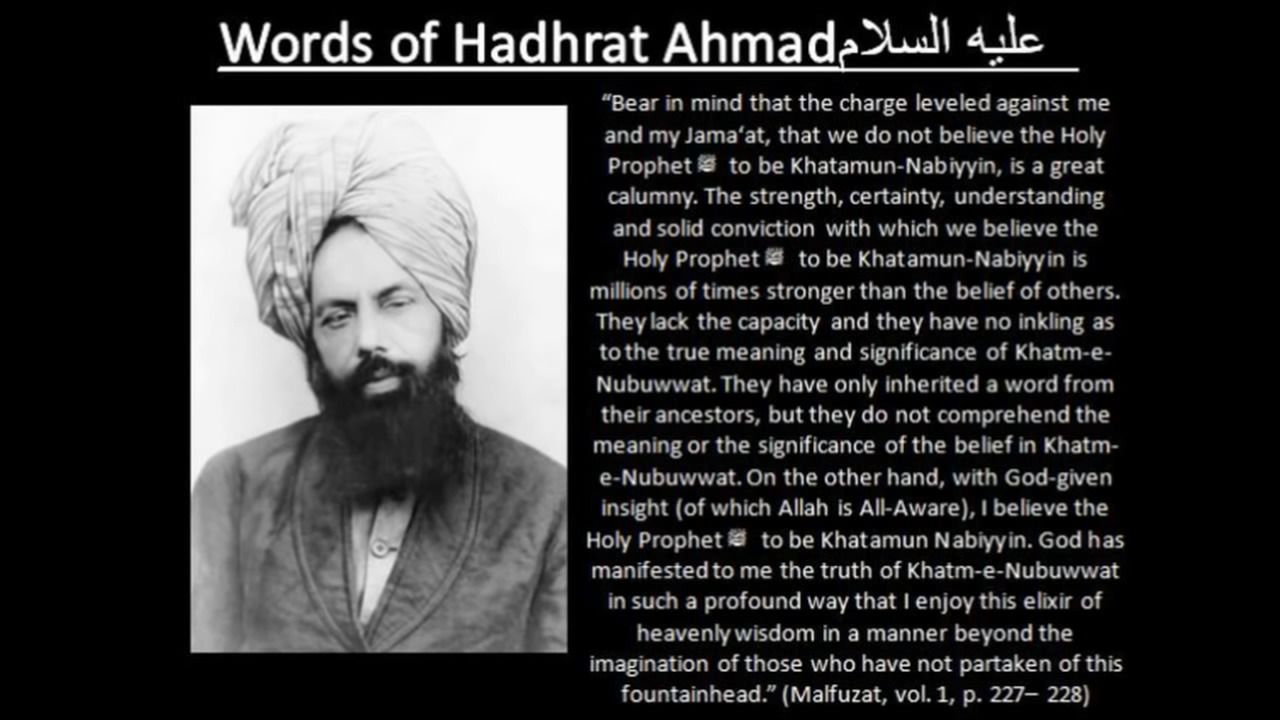 Words of Hadhrat Ahmad عليه السلام
“Bear in mind that the charge leveled against me
and my Jama‘at, that we do not believe the Holy
Prophet ﷺ to be Khatamun-Nabiyyin, is a great
calumny. The strength, certainty, understanding
and solid conviction with which we believe the
Holy Prophet ﷺ to be Khatamun-Nabiyyin is
millions of times stronger than the belief of others.
They lack the capacity and they have no inkling as
to the true meaning and significance of Khatm-e-
Nubuwwat. They have only inherited a word from
their ancestors, but they do not comprehend the
meaning or the significance of the belief in Khatm-
e-Nubuwwat. On the other hand, with God-given
insight (of which Allah is All-Aware), I believe the
Holy Prophet ﷺ to be Khatamun Nabiyyin. God has
manifested to me the truth of Khatm-e-Nubuwwat
in such a profound way that I enjoy this elixir of
heavenly wisdom in a manner beyond the
imagination of those who have not partaken of this
fountainhead.” (Malfuzat, vol. 1, p. 227– 228)